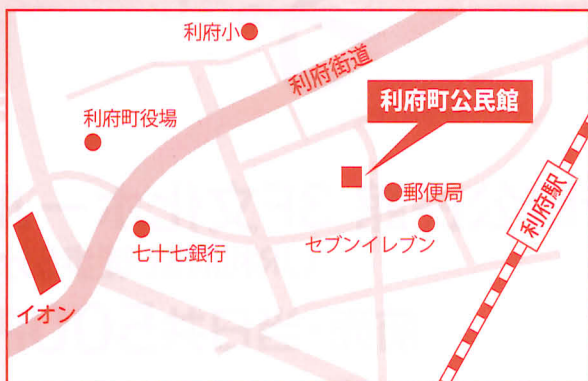 利府小
利府街道
利府町公民館
利府町役場
郵便局
利府駅
七十七銀行
セブンイレブン
イオン